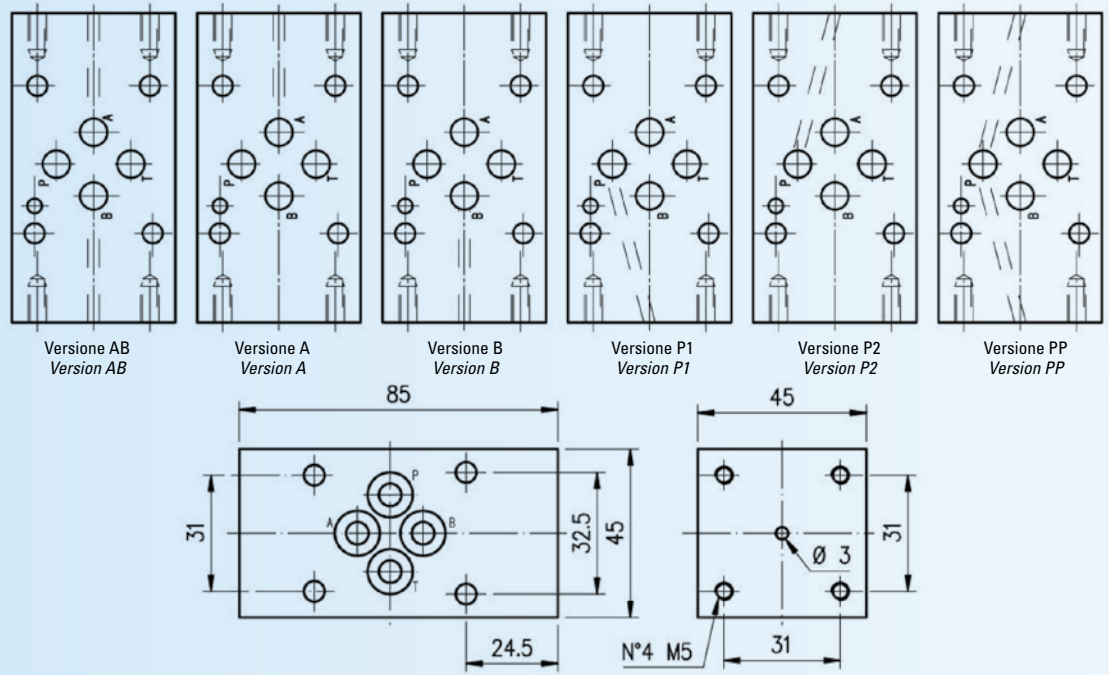 A
P
T
B
A
P
T
B
A
P
T
B
A
P
T
B
A
P
T
B
A
P
T
B
Versione AB
Version AB
Versione A
Version A
Versione B
Version B
Versione P1
Version P1
Versione P2
Version P2
Versione PP
Version PP
85
45
P
A
B
T
31
32.5
45
24.5
31
Ø 3
N°4 M5
31